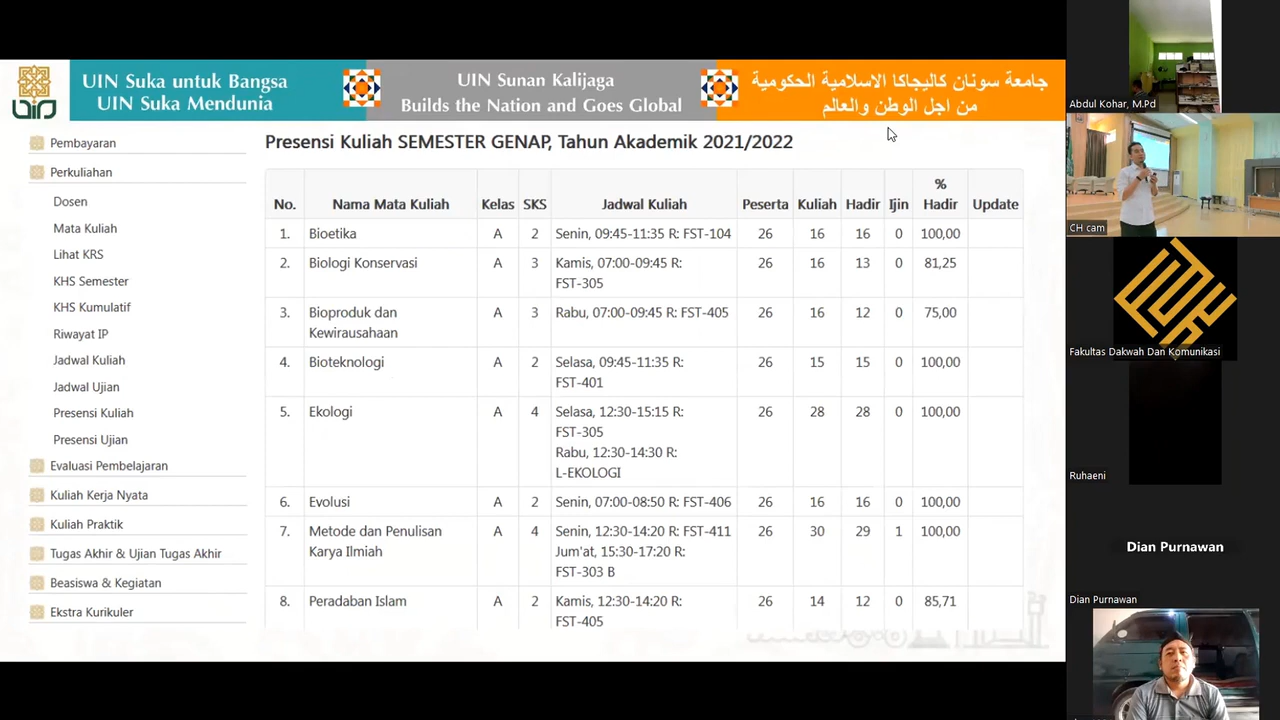 UIN Suka untuk Bangsa
UIN Suka Mendunia
UIN Sunan Kalijaga
Builds the Nation and Goes Global
جامعة سونان كاليجاكا الاسلامية الحكومية
من اجل الوطن والعالم
Pembayaran
Perkuliahan
Dosen
Mata Kuliah
Lihat KRS
KHS Semester
KHS Kumulatif
Riwayat IP
Jadwal Kuliah
Jadwal Ujian
Presensi Kuliah
Presensi Ujian
Evaluasi Pembelajaran
Kuliah Kerja Nyata
Kuliah Praktik
Tugas Akhir & Ujian Tugas Akhir
Beasiswa & Kegiatan
Ekstra Kurikuler
Presensi Kuliah SEMESTER GENAP, Tahun Akademik 2021/2022
No. Nama Mata Kuliah Kelas SKS Jadwal Kuliah Peserta Kuliah Hadir Ijin % Hadir Update
1. Bioetika A 2 Senin, 09:45-11:35 R: FST-104 26 16 16 0 100,00
2. Biologi Konservasi A 3 Kamis, 07:00-09:45 R: 26 16 13 0 81,25
FST-305
3. Bioproduk dan A 3 Rabu, 07:00-09:45 R: FST-405 26 16 12 0 75,00
Kewirausahaan
4. Bioteknologi A 2 Selasa, 09:45-11:35 R: 26 15 15 0 100,00
FST-401
5. Ekologi A 4 Selasa, 12:30-15:15 R: 26 28 28 0 100,00
FST-305
Rabu, 12:30-14:30 R:
L-EKOLOGI
6. Evolusi A 2 Senin, 07:00-08:50 R: FST-406 26 16 16 0 100,00
7. Metode dan Penulisan A 4 Senin, 12:30-14:20 R: FST-411 26 30 29 1 100,00
Karya Ilmiah Jum'at, 15:30-17:20 R:
FST-303 B
8. Peradaban Islam A 2 Kamis, 12:30-14:20 R: 26 14 12 0 85,71
FST-405
Abdul Kohar, M.Pd
CH cam
Fakultas Dakwah Dan Komunikasi
Ruhaeni
Dian Purnawan
Dian Purnawan